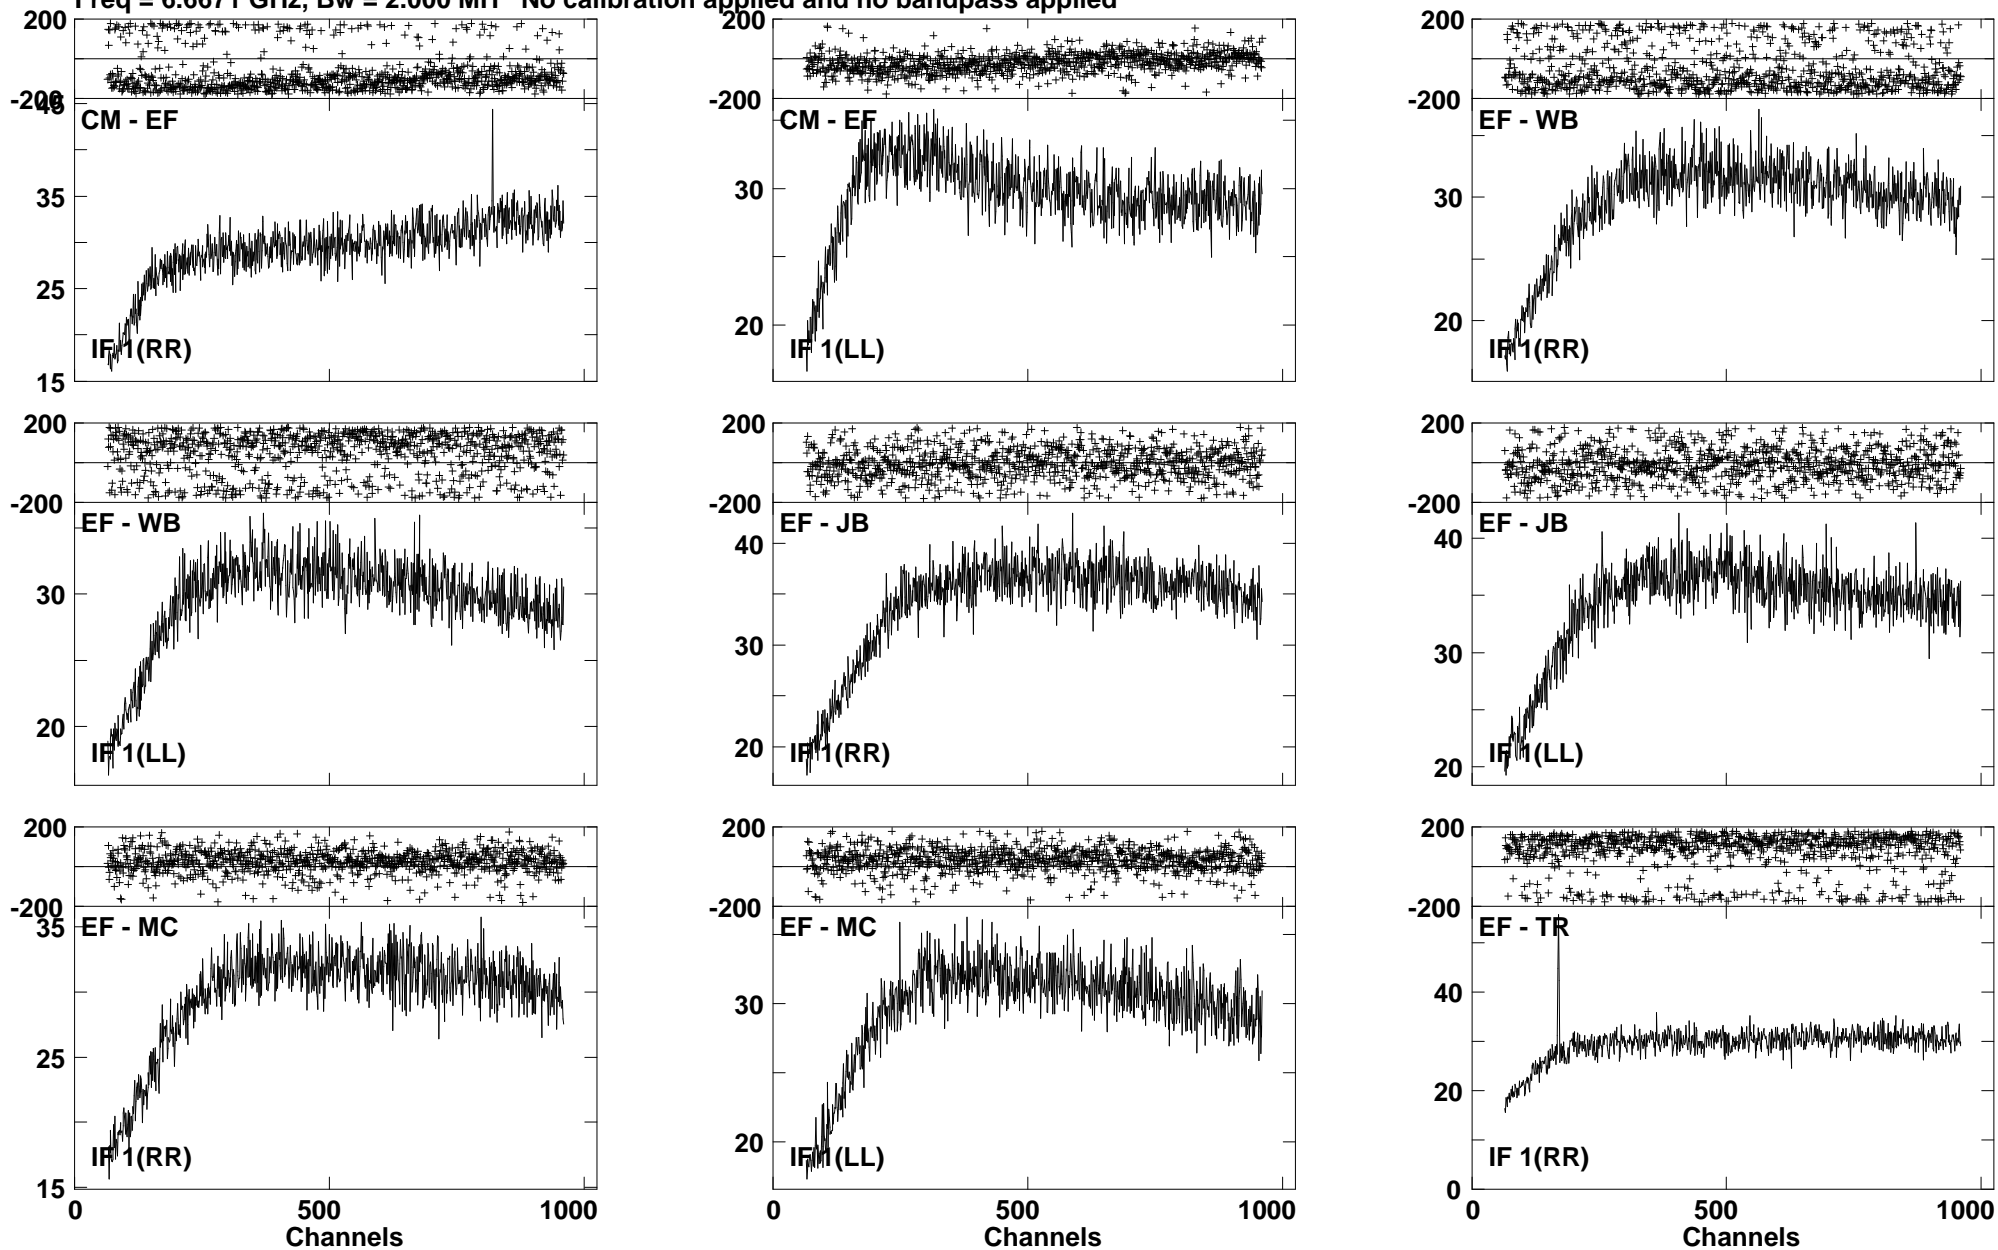 Freq = 6.6671 GHz, Bw = 2.000 MH No calibration applied and no bandpass applied
200
-200
45
35
25
15
CM - EF
IF 1(RR)
200
-200
30
20
CM - EF
IF 1(LL)
200
-200
30
20
EF - WB
IF 1(RR)
200
-200
30
20
EF - WB
IF 1(LL)
200
-200
40
30
20
EF - JB
IF 1(RR)
200
-200
40
30
20
EF - JB
IF 1(LL)
200
-200
35
25
15
EF - MC
IF 1(RR)
0 500 1000
Channels
200
-200
30
20
EF - MC
IF 1(LL)
0 500 1000
Channels
200
-200
40
20
0
EF - TR
IF 1(RR)
0 500 1000
Channels